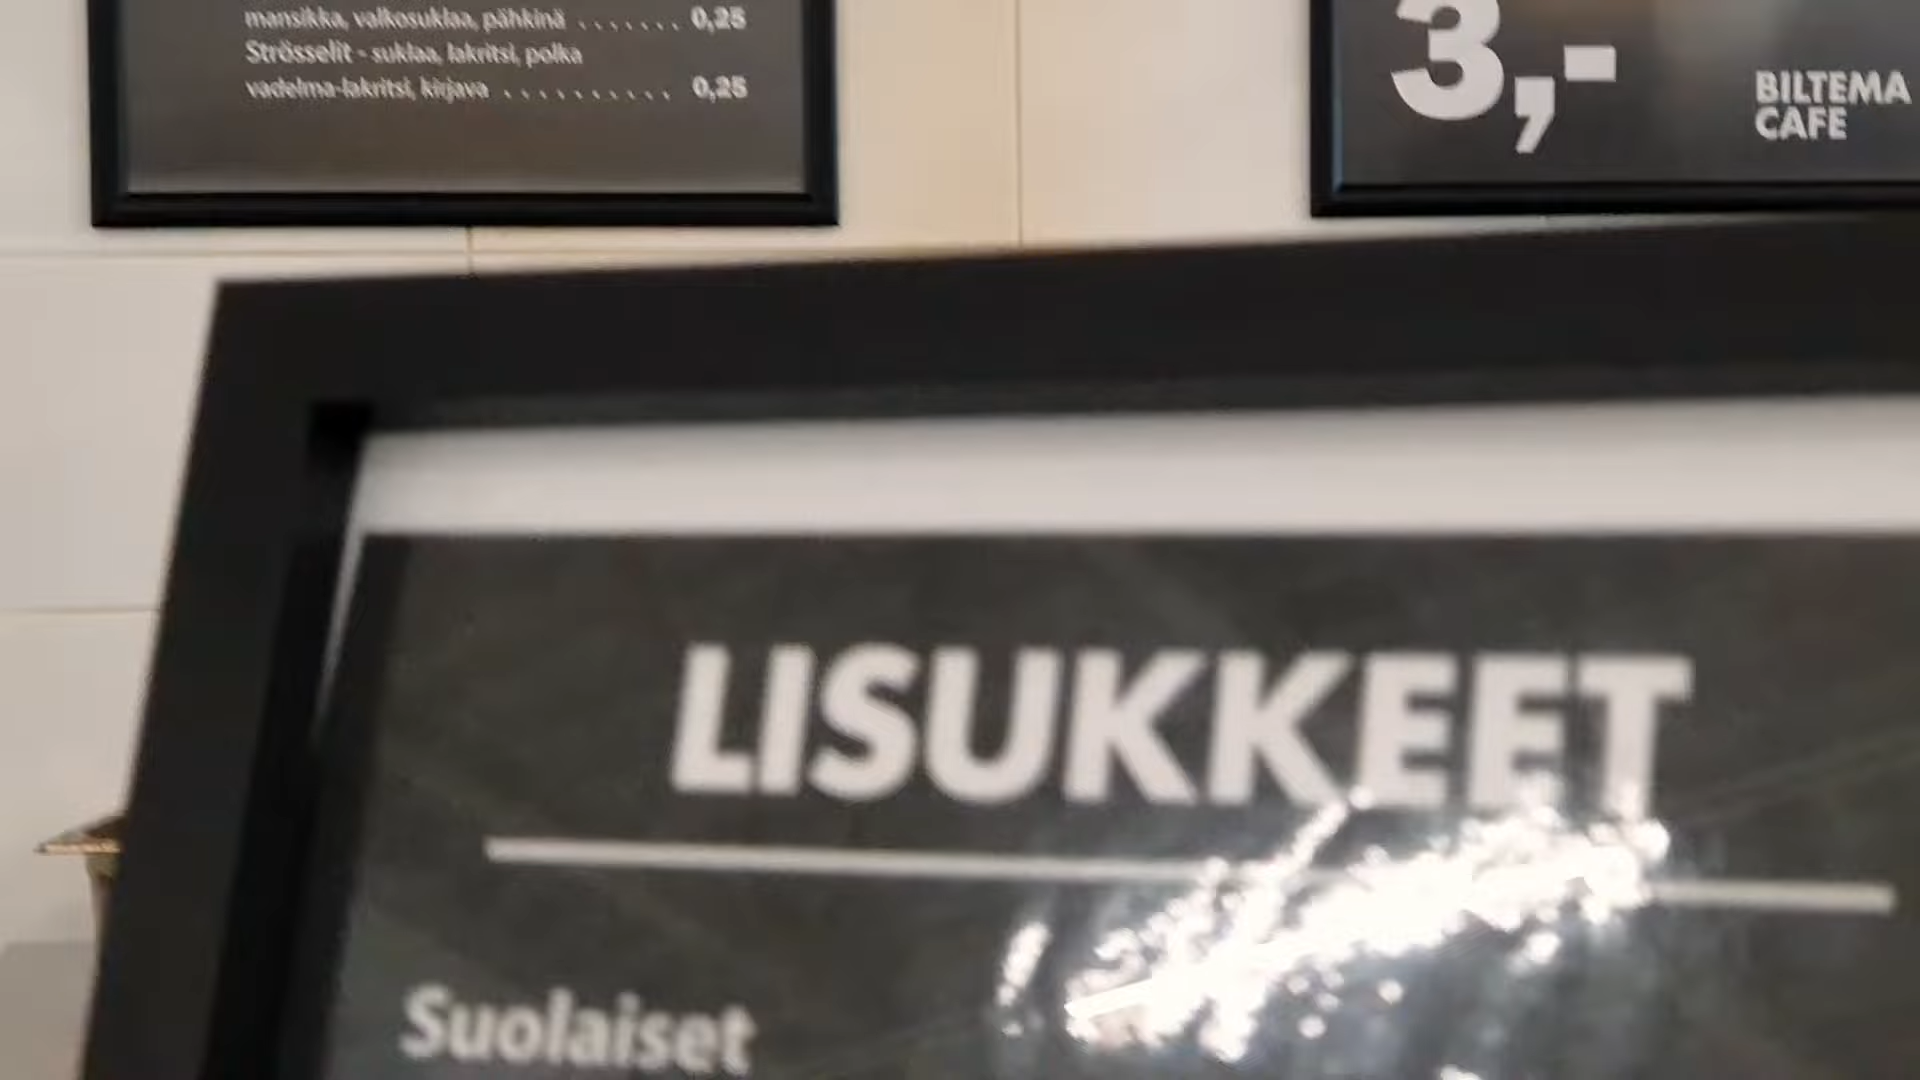 mansikka, valkosuklaa, pähkinä ....... 0,25
Strösselit - suklaa, lakritsi, polka
vadelma-lakritsi, kirjava .......... 0,25
3,-
BILTEMA
CAFE
LISUKKEET
Suolaiset